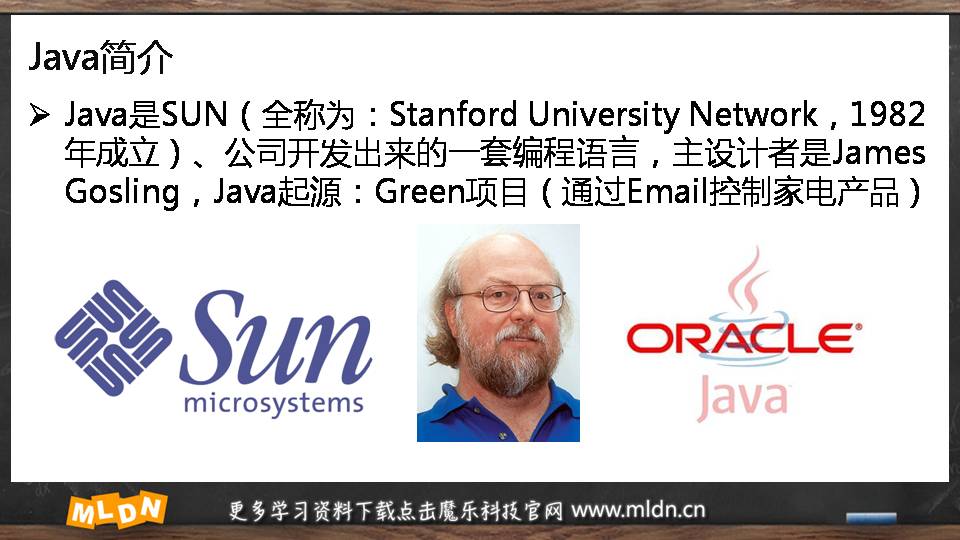 Java简介
Java是SUN（全称为：Stanford University Network，1982
年成立）、公司开发出来的一套编程语言，主设计者是James
Gosling，Java起源：Green项目（通过Email控制家电产品）
Sun
microsystems
ORACLE®
Java
MLDN
更多学习资料下载点击魔乐科技官网 www.mldn.cn